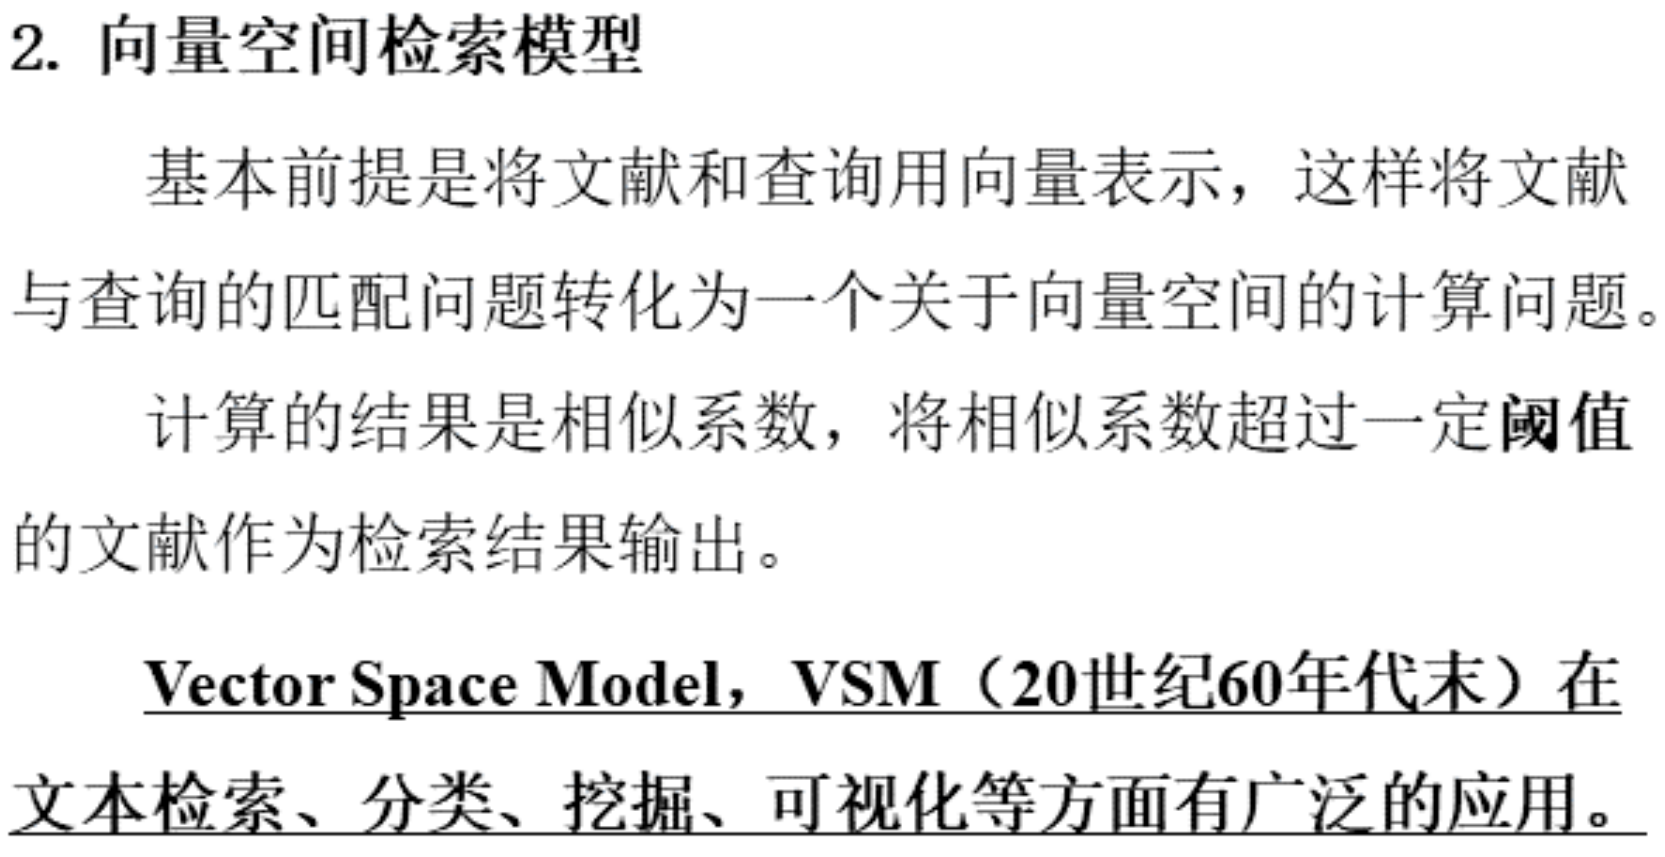 2. 向量空间检索模型
基本前提是将文献和查询用向量表示，这样将文献
与查询的匹配问题转化为一个关于向量空间的计算问题。
计算的结果是相似系数，将相似系数超过一定阈值
的文献作为检索结果输出。
Vector Space Model，VSM（20世纪60年代末）在
文本检索、分类、挖掘、可视化等方面有广泛的应用。